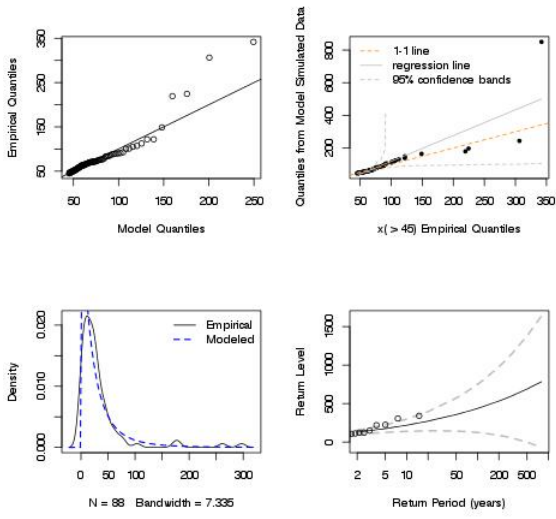 Empirical Quantiles
350
250
150
50
50
100
150
200
250
Model Quantiles
Quantiles from Model Simulated Data
800
600
400
200
1-1 line
regression line
95% confidence bands
50
100
150
200
250
300
350
x( > 45) Empirical Quantiles
Density
0.020
0.010
0.000
Empirical
Modeled
0
50
100
200
300
N = 88 Bandwidth = 7.335
Return Level
1500
1000
500
0
2
5
10
50
100 200
500
Return Period (years)